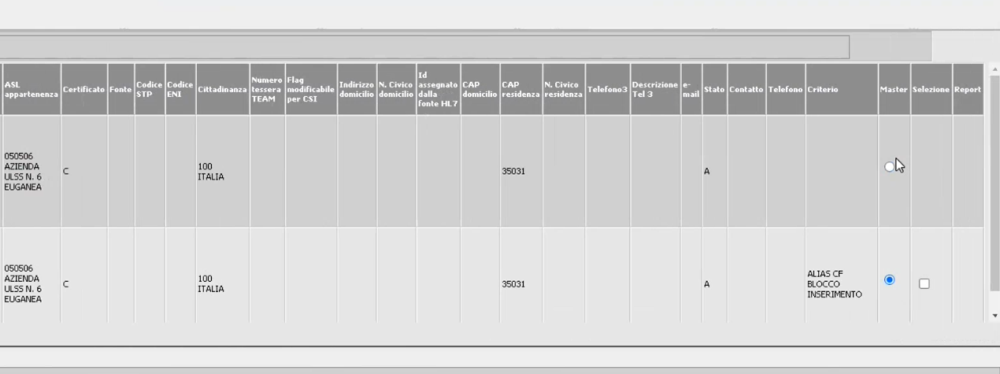 ASL appartenenza Certificato Fonte Codice STP Codice ENI Cittadinanza Numero tessera TEAM Flag modificabile per CSI Indirizzo domicilio N. Civico domicilio Id assegnato dalla fonte HL7 CAP domicilio CAP residenza N. Civico residenza Telefono3 Descrizione Tel 3 e-mail Stato Contatto Telefono Criterio Master Selezione Report
050506
AZIENDA
ULSS N. 6
EUGANEA
C
100
ITALIA
35031
A
050506
AZIENDA
ULSS N. 6
EUGANEA
C
100
ITALIA
35031
A
ALIAS CF
BLOCCO
INSERIMENTO